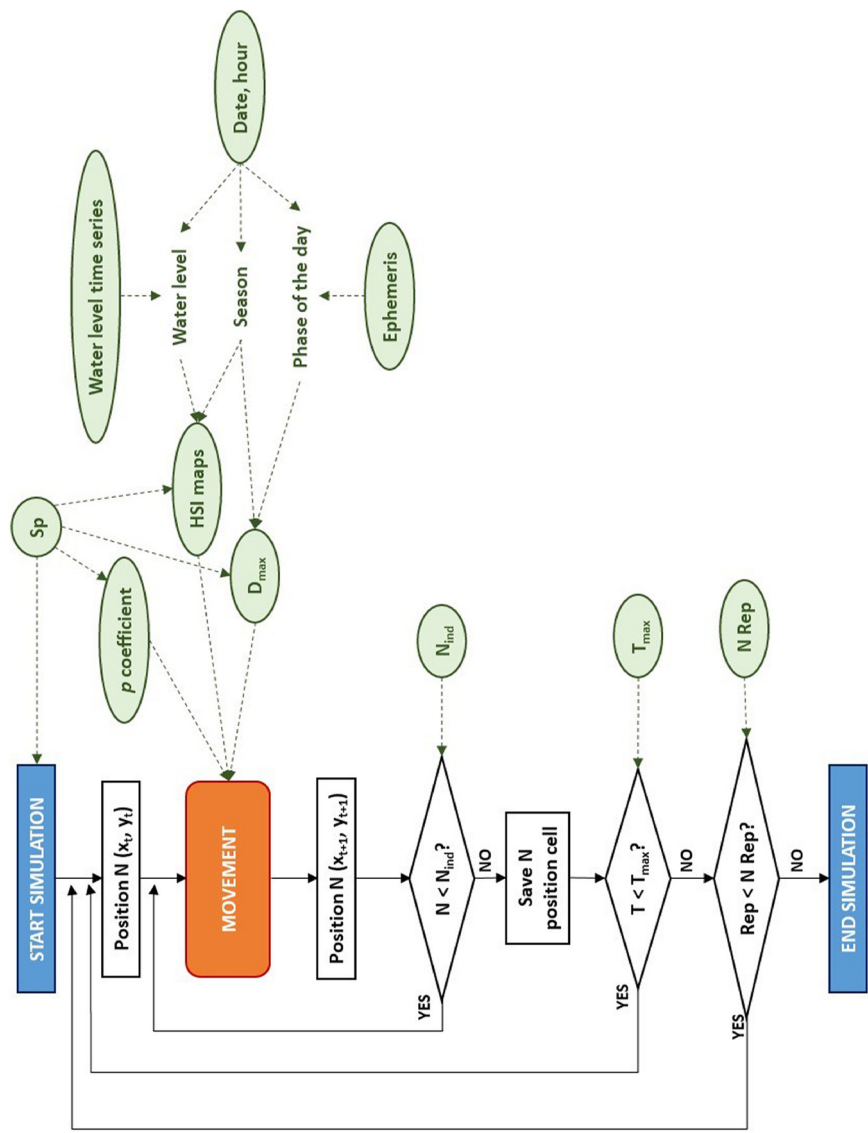 START SIMULATION
Position N (xₜ, yₜ)
MOVEMENT
Position N (xₜ₊₁, yₜ₊₁)
N < Nᵢₙd?
YES
NO
Save N
position cell
T < Tₘₐₓ?
YES
NO
Rep < N Rep?
YES
NO
END SIMULATION
Sp
p coefficient
HSI maps
Dₘₐₓ
Nᵢₙd
Tₘₐₓ
N Rep
Water level time series
Water level
Season
Phase of the day
Ephemeris
Date, hour